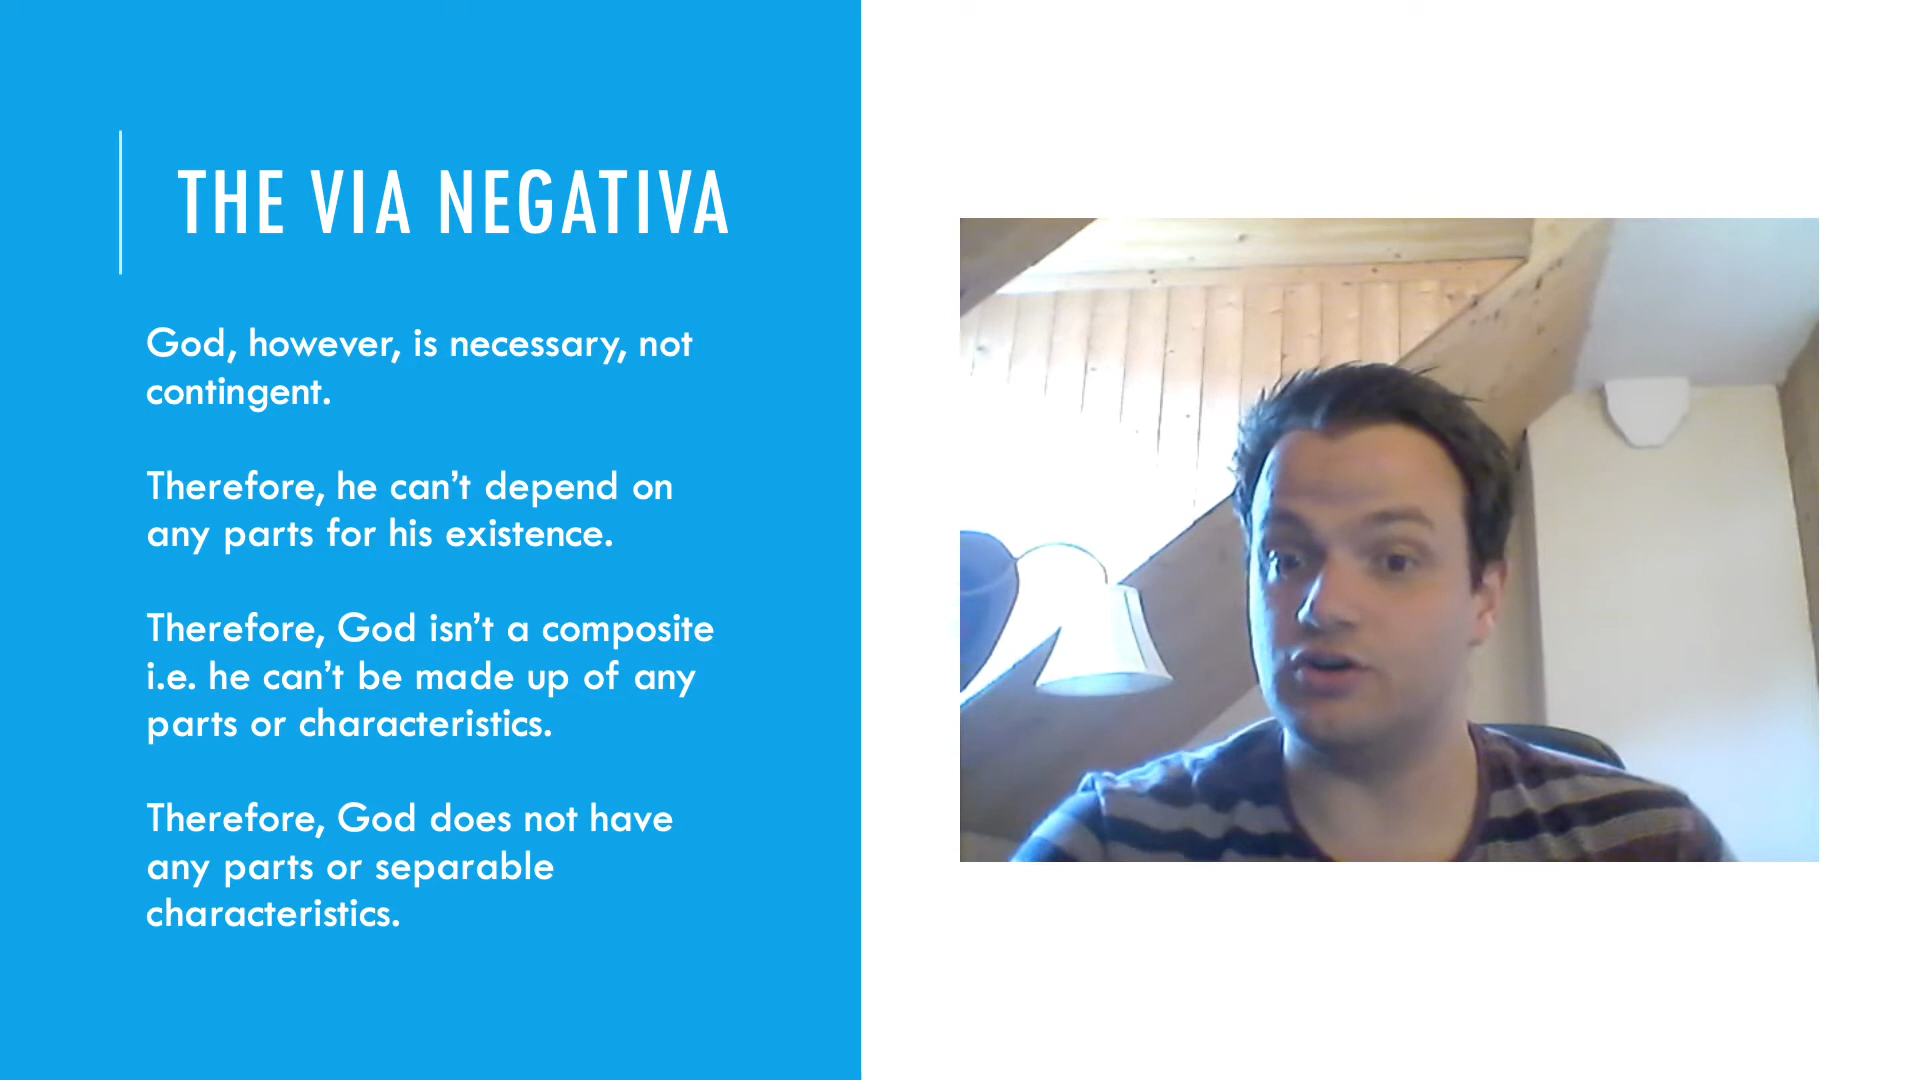 THE VIA NEGATIVA
God, however, is necessary, not
contingent.
Therefore, he can’t depend on
any parts for his existence.
Therefore, God isn’t a composite
i.e. he can’t be made up of any
parts or characteristics.
Therefore, God does not have
any parts or separable
characteristics.